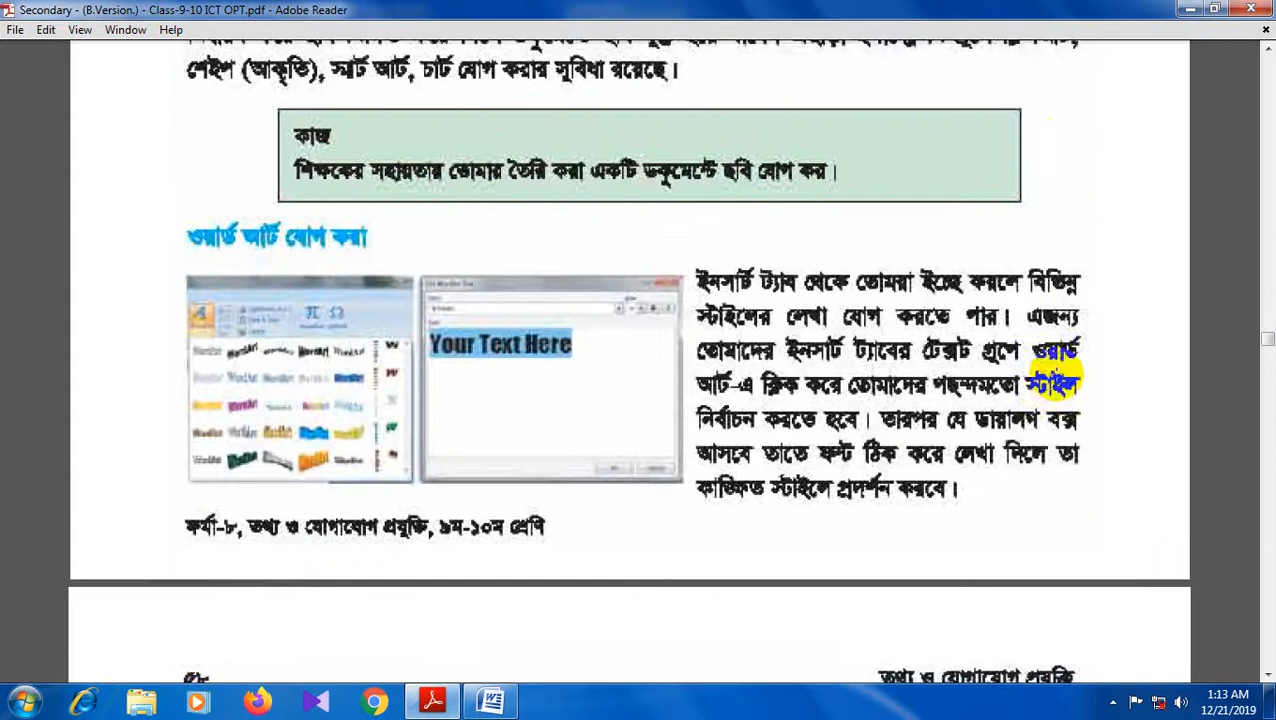 Secondary - (B.Version.) - Class-9-10 ICT OPT.pdf - Adobe Reader
File Edit View Window Help
শেইপ (আকৃতি), স্মার্ট আর্ট, চার্ট যোগ করার সুবিধা রয়েছে।
কাজ
শিক্ষকের সহায়তার তোমার তৈরি করা একটি ডকুমেন্টে ছবি যোগ কর।
ওয়ার্ড আর্ট যোগ করা
Your Text Here
ইনসার্ট ট্যাব থেকে তোমরা ইচ্ছে করলে বিভিন্ন
স্টাইলের লেখা যোগ করতে পার। এজন্য
তোমাদের ইনসার্ট ট্যাবের টেক্সট গ্রুপে ওয়ার্ড
আর্ট-এ ক্লিক করে তোমাদের পছন্দমতো স্টাইল
নির্বাচন করতে হবে। তারপর যে ডায়ালগ বক্স
আসবে তাতে ফন্ট ঠিক করে লেখা দিলে তা
কাঙ্ক্ষিত স্টাইলে প্রদর্শন করবে।
ফর্মা-৮, তথ্য ও যোগাযোগ প্রযুক্তি, ৯ম-১০ম শ্রেণি
৫৮ তথ্য ও যোগাযোগ প্রযুক্তি
1:13 AM
12/21/2019